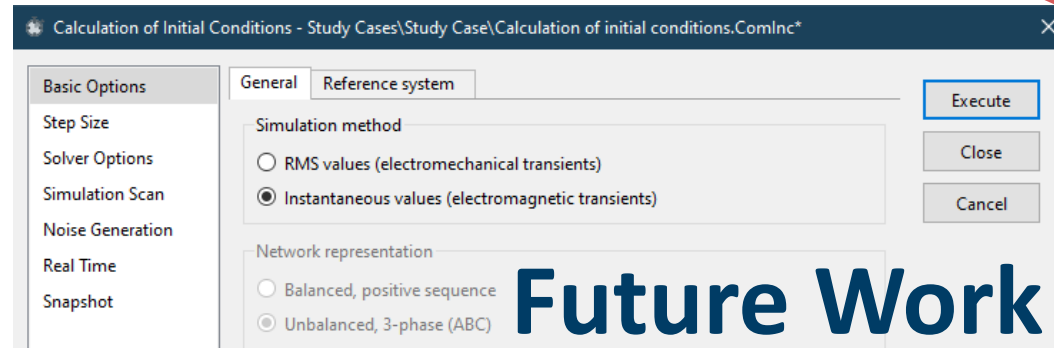 Calculation of Initial Conditions - Study Cases\Study Case\Calculation of initial conditions.ComInc*
Basic Options
Step Size
Solver Options
Simulation Scan
Noise Generation
Real Time
Snapshot
General Reference system
Simulation method
RMS values (electromechanical transients)
Instantaneous values (electromagnetic transients)
Network representation
Balanced, positive sequence
Unbalanced, 3-phase (ABC)
Execute
Close
Cancel
Future Work